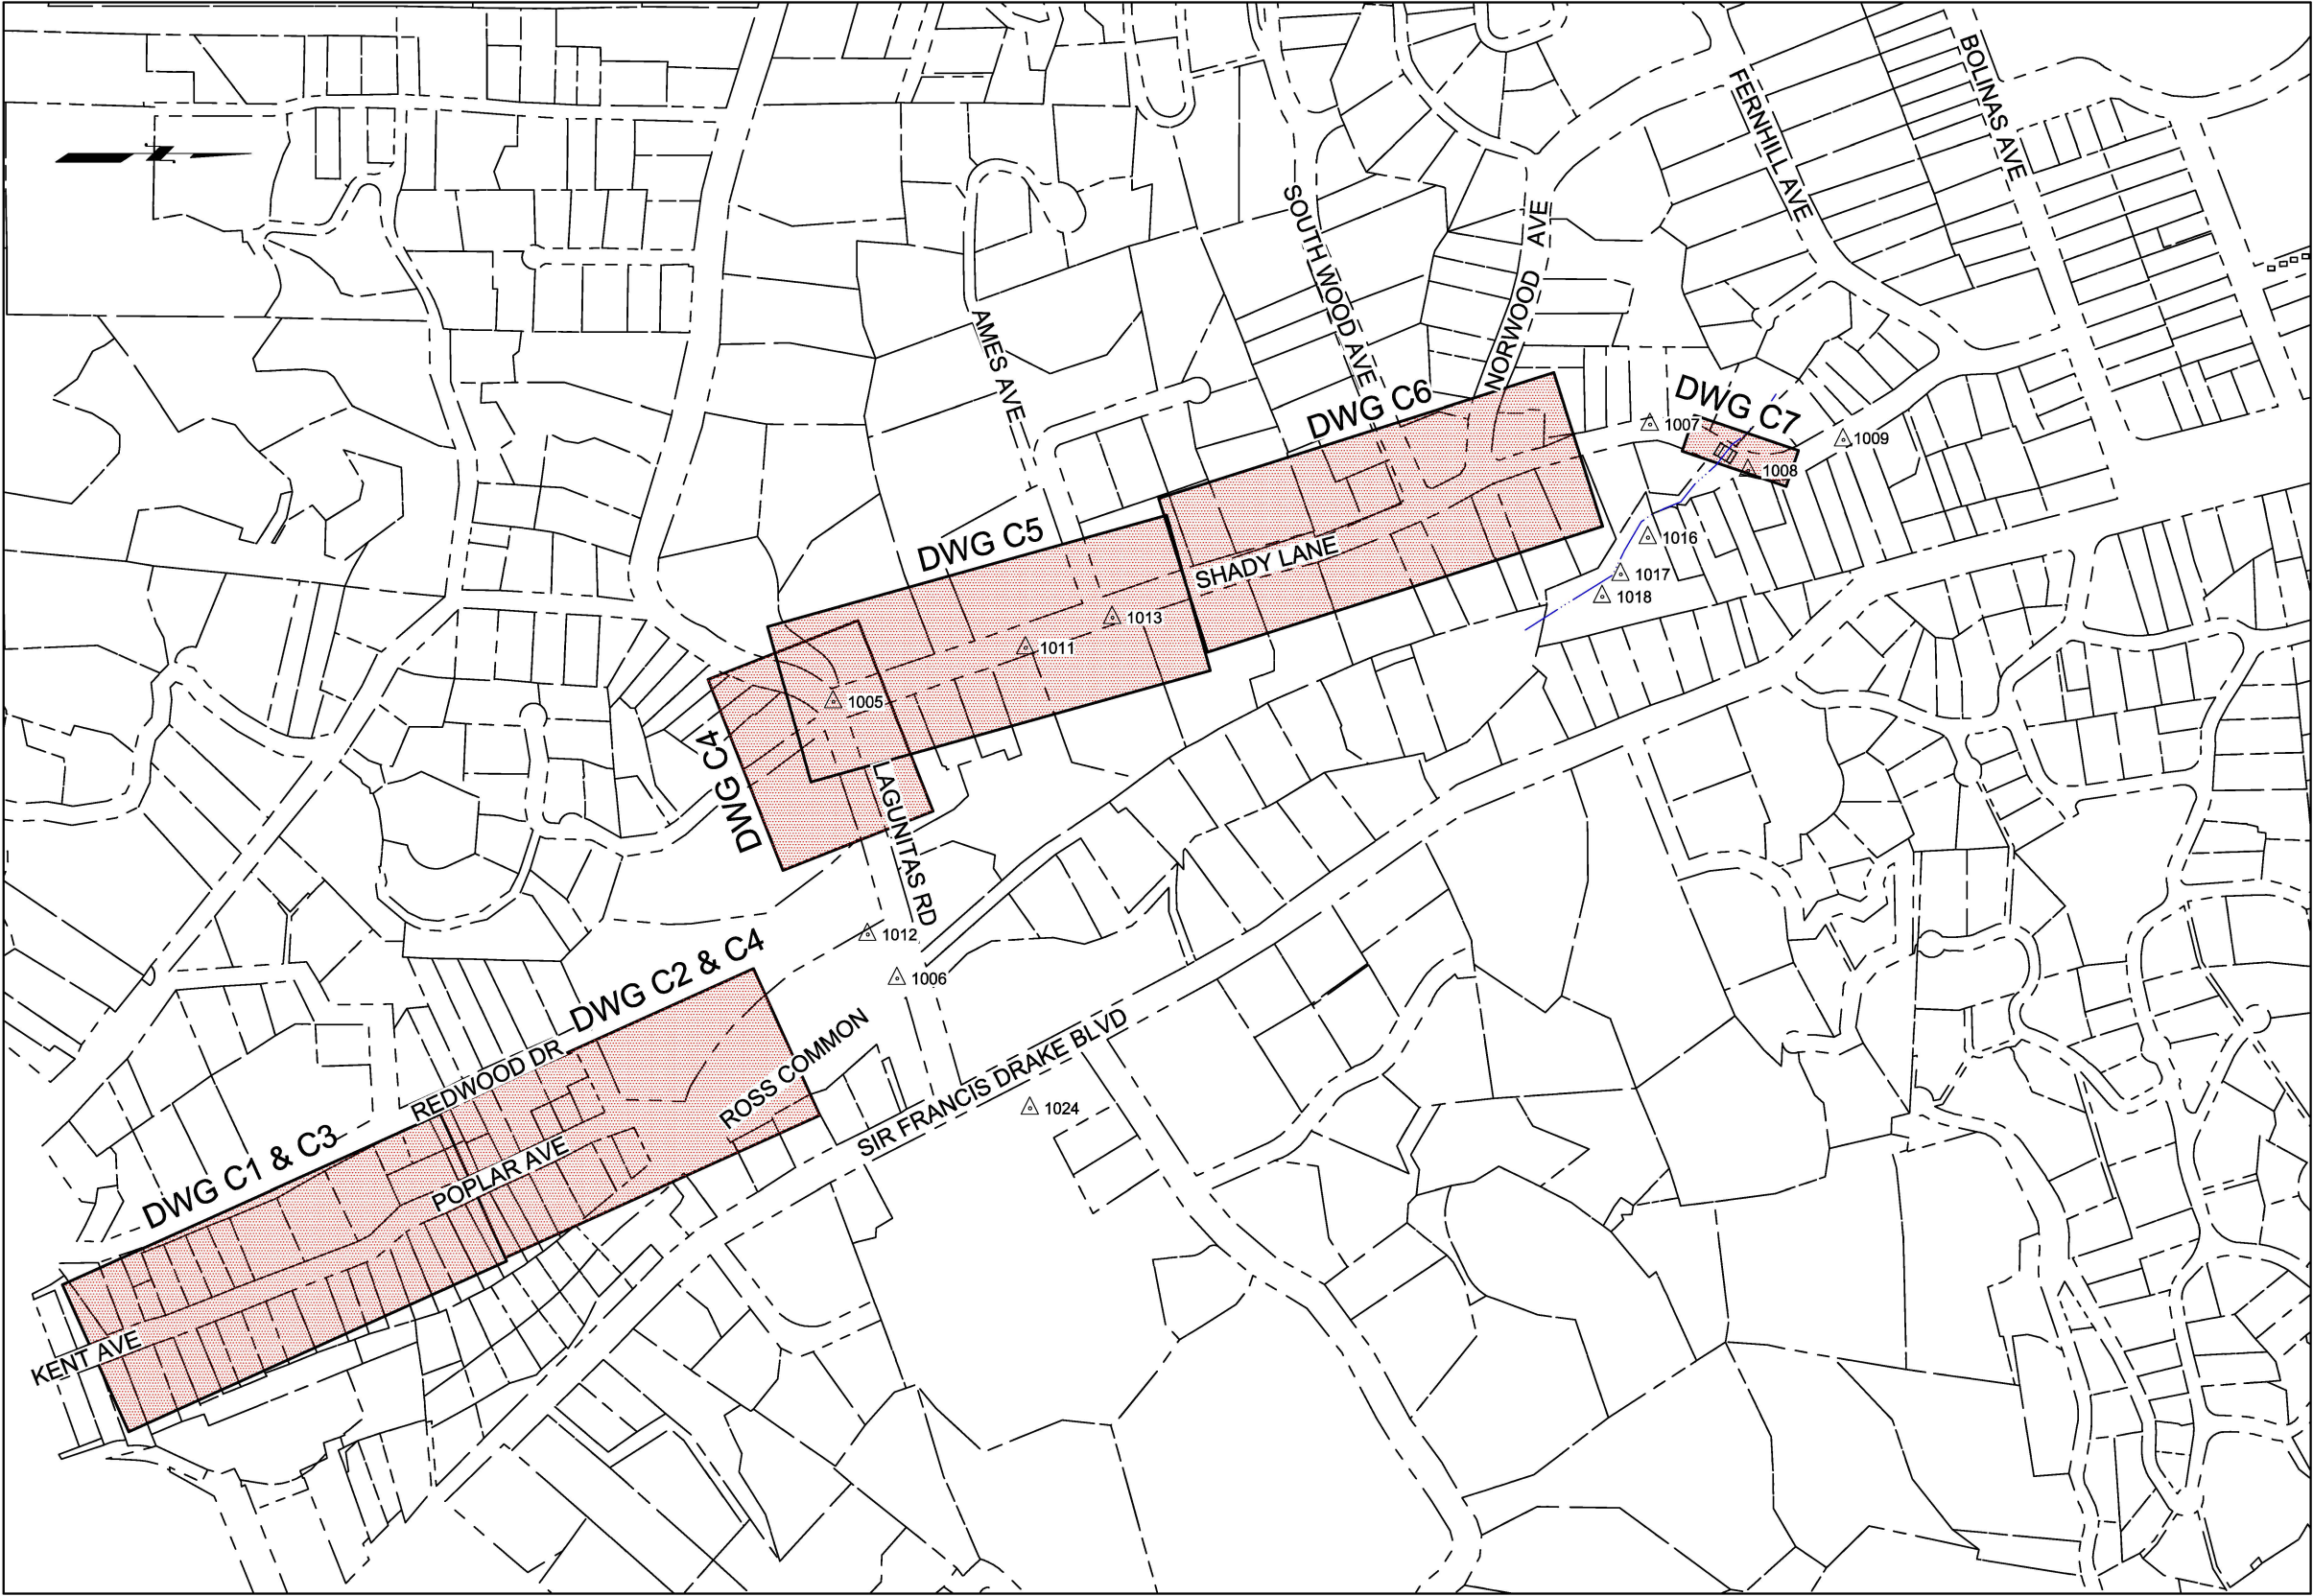 BOLINAS AVE
FERNHILL AVE
SOUTH WOOD AVE
NORWOOD AVE
AMES AVE
DWG C7
DWG C6
1007
1009
1008
DWG C5
SHADY LANE
1016
1017
1018
1013
1011
1005
DWG C4
LAGUNITAS RD
1012
1006
DWG C2 & C4
ROSS COMMON
REDWOOD DR
SIR FRANCIS DRAKE BLVD
1024
DWG C1 & C3
POPLAR AVE
KENT AVE